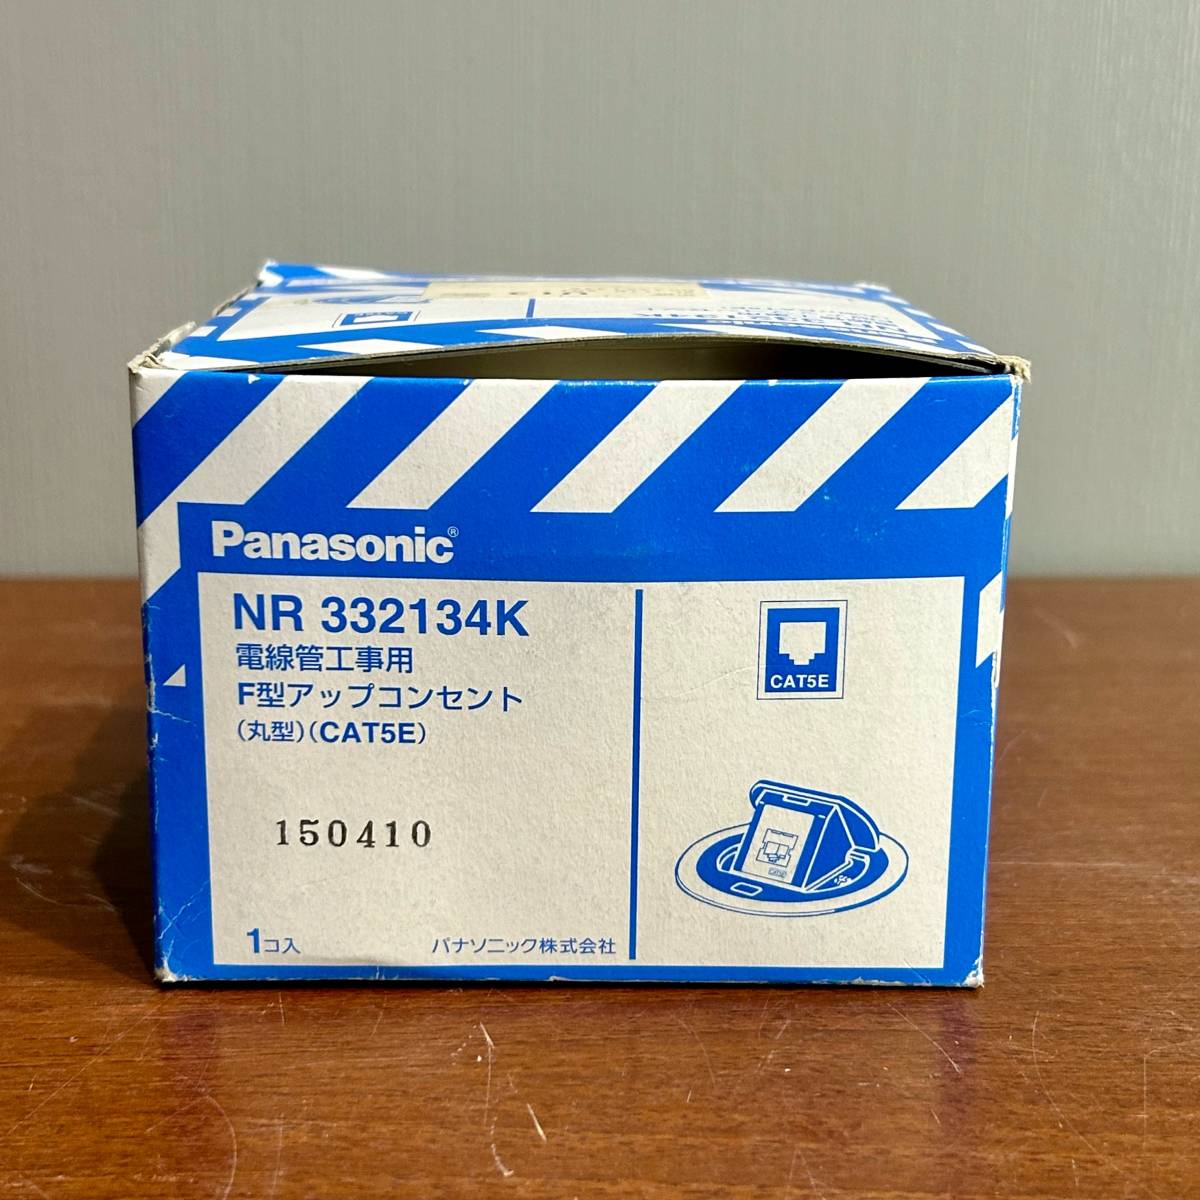 Panasonic®
NR 332134K
電線管工事用
F型アップコンセント
(丸型)(CAT5E)
150410
1コ入
パナソニック株式会社
CAT5E